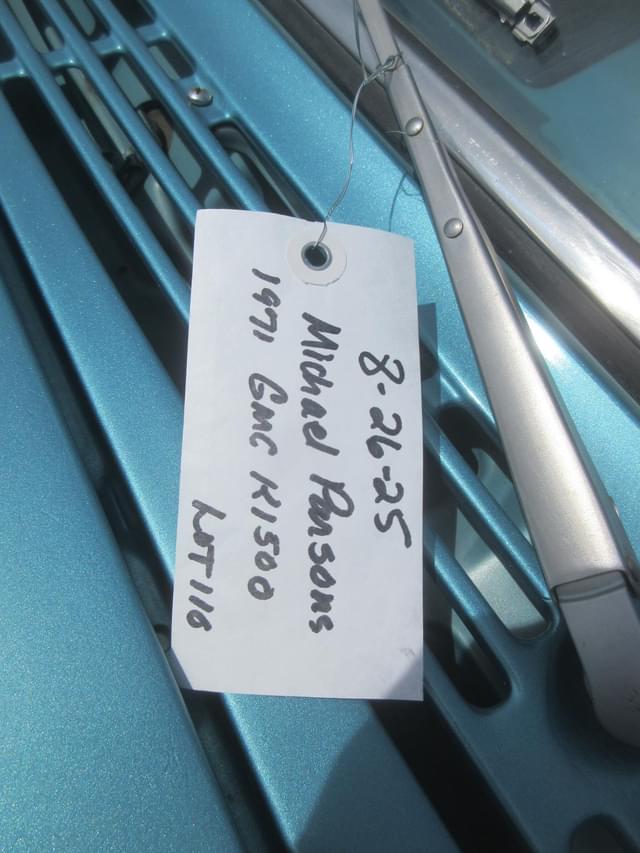 8-26-25
Michael Parsons
1971 GMC K1500
LOT 116